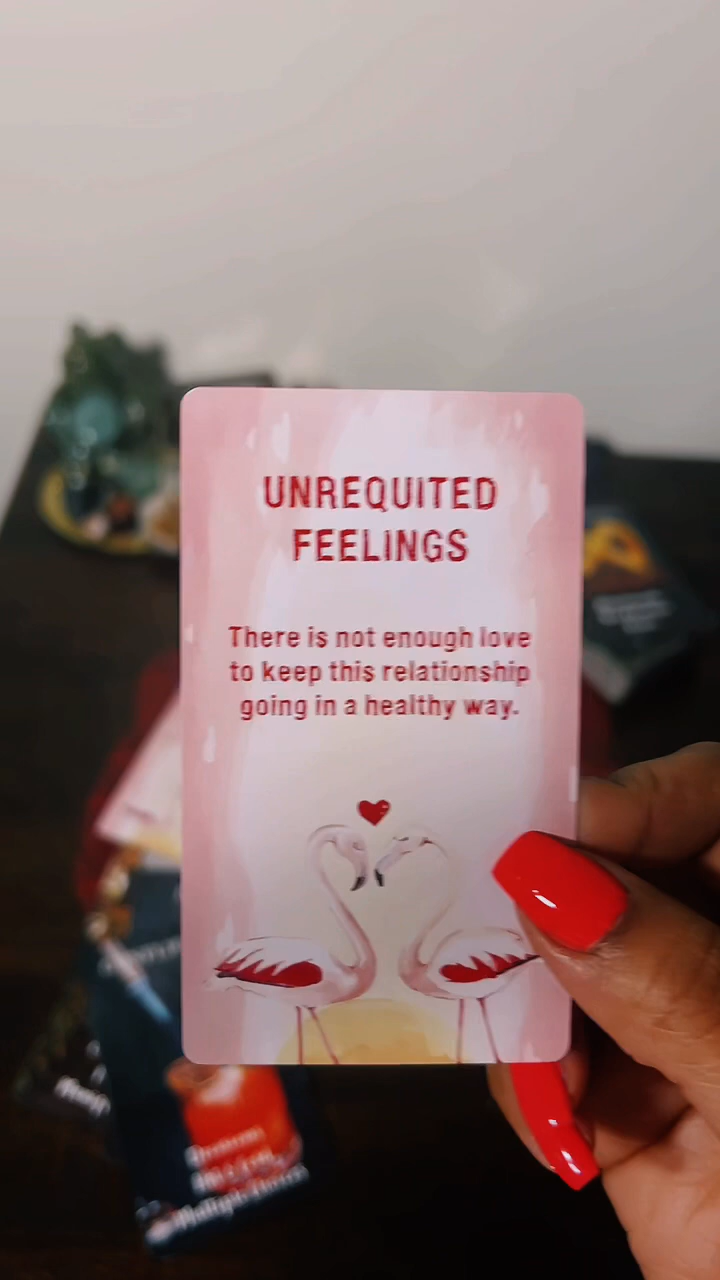 UNREQUITED
FEELINGS
There is not enough love
to keep this relationship
going in a healthy way.